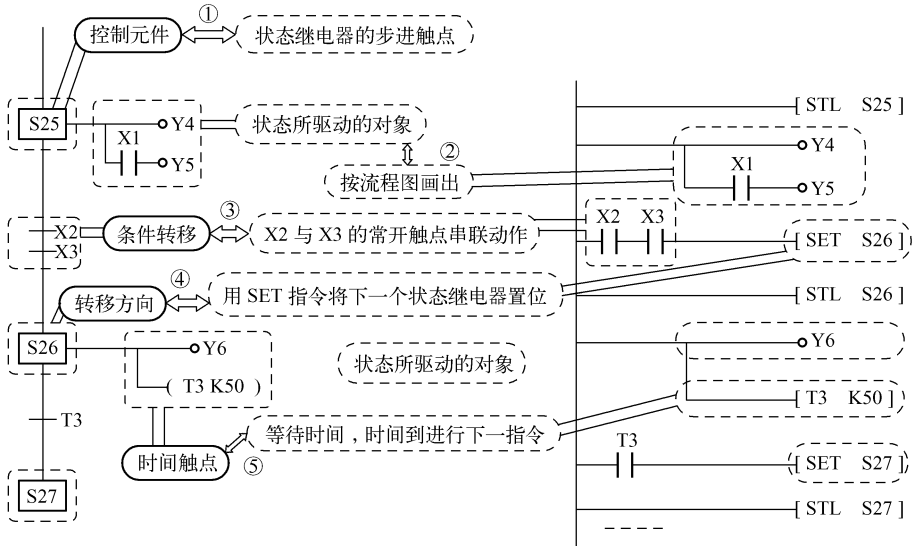 ①
控制元件
状态继电器的步进触点
S25
Y4
X1
Y5
状态所驱动的对象
②
按流程图画出
X2
X3
条件转移
③
X2 与 X3 的常开触点串联动作
④
转移方向
用 SET 指令将下一个状态继电器置位
S26
Y6
( T3 K50 )
状态所驱动的对象
T3
等待时间，时间到进行下一指令
时间触点
⑤
S27
[ STL S25 ]
Y4
X1
Y5
X2 X3
[ SET S26 ]
[ STL S26 ]
Y6
[ T3 K50 ]
T3
[ SET S27 ]
[ STL S27 ]